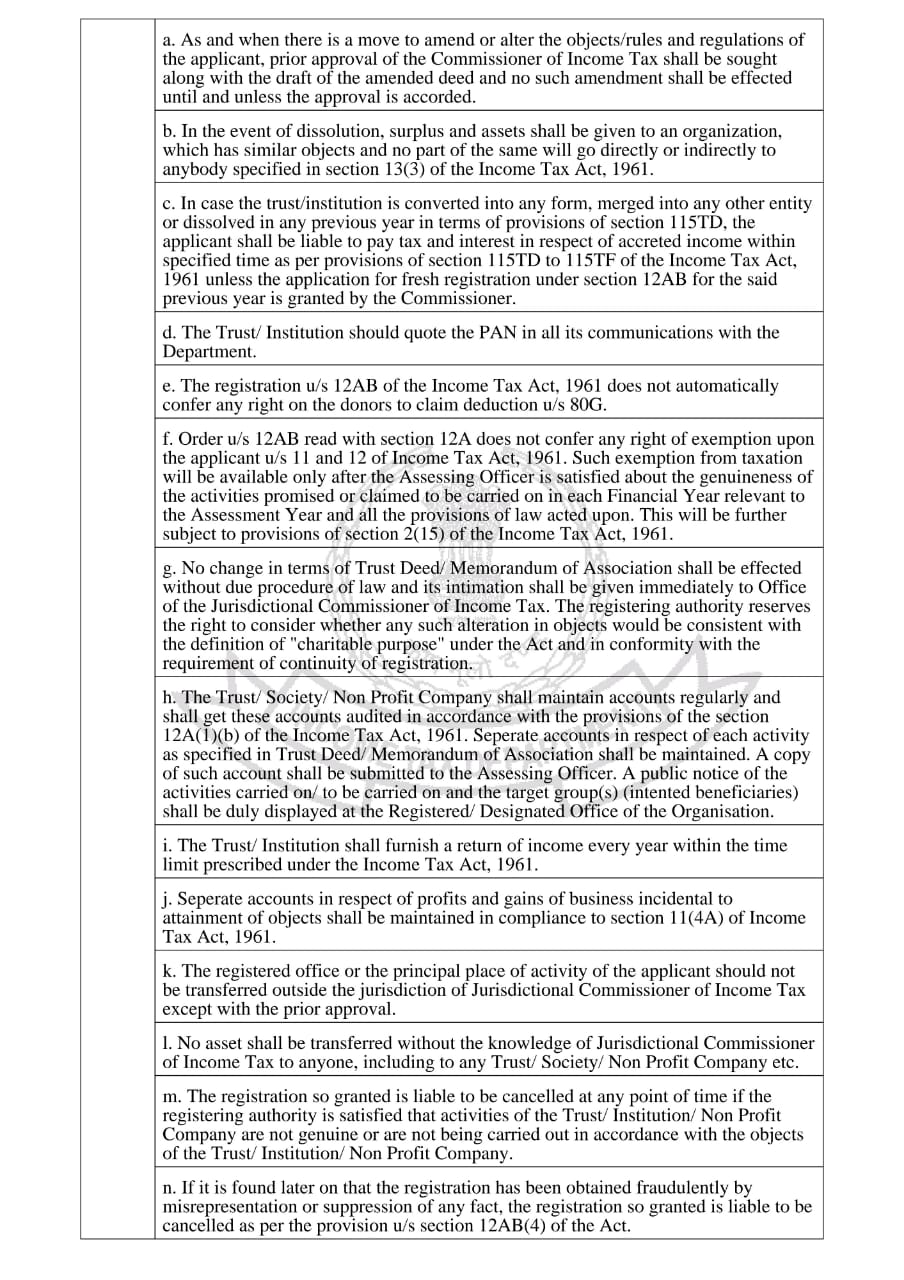 a. As and when there is a move to amend or alter the objects/rules and regulations of
the applicant, prior approval of the Commissioner of Income Tax shall be sought
along with the draft of the amended deed and no such amendment shall be effected
until and unless the approval is accorded.
b. In the event of dissolution, surplus and assets shall be given to an organization,
which has similar objects and no part of the same will go directly or indirectly to
anybody specified in section 13(3) of the Income Tax Act, 1961.
c. In case the trust/institution is converted into any form, merged into any other entity
or dissolved in any previous year in terms of provisions of section 115TD, the
applicant shall be liable to pay tax and interest in respect of accreted income within
specified time as per provisions of section 115TD to 115TF of the Income Tax Act,
1961 unless the application for fresh registration under section 12AB for the said
previous year is granted by the Commissioner.
d. The Trust/ Institution should quote the PAN in all its communications with the
Department.
e. The registration u/s 12AB of the Income Tax Act, 1961 does not automatically
confer any right on the donors to claim deduction u/s 80G.
f. Order u/s 12AB read with section 12A does not confer any right of exemption upon
the applicant u/s 11 and 12 of Income Tax Act, 1961. Such exemption from taxation
will be available only after the Assessing Officer is satisfied about the genuineness of
the activities promised or claimed to be carried on in each Financial Year relevant to
the Assessment Year and all the provisions of law acted upon. This will be further
subject to provisions of section 2(15) of the Income Tax Act, 1961.
g. No change in terms of Trust Deed/ Memorandum of Association shall be effected
without due procedure of law and its intimation shall be given immediately to Office
of the Jurisdictional Commissioner of Income Tax. The registering authority reserves
the right to consider whether any such alteration in objects would be consistent with
the definition of "charitable purpose" under the Act and in conformity with the
requirement of continuity of registration.
h. The Trust/ Society/ Non Profit Company shall maintain accounts regularly and
shall get these accounts audited in accordance with the provisions of the section
12A(1)(b) of the Income Tax Act, 1961. Seperate accounts in respect of each activity
as specified in Trust Deed/ Memorandum of Association shall be maintained. A copy
of such account shall be submitted to the Assessing Officer. A public notice of the
activities carried on/ to be carried on and the target group(s) (intented beneficiaries)
shall be duly displayed at the Registered/ Designated Office of the Organisation.
i. The Trust/ Institution shall furnish a return of income every year within the time
limit prescribed under the Income Tax Act, 1961.
j. Seperate accounts in respect of profits and gains of business incidental to
attainment of objects shall be maintained in compliance to section 11(4A) of Income
Tax Act, 1961.
k. The registered office or the principal place of activity of the applicant should not
be transferred outside the jurisdiction of Jurisdictional Commissioner of Income Tax
except with the prior approval.
l. No asset shall be transferred without the knowledge of Jurisdictional Commissioner
of Income Tax to anyone, including to any Trust/ Society/ Non Profit Company etc.
m. The registration so granted is liable to be cancelled at any point of time if the
registering authority is satisfied that activities of the Trust/ Institution/ Non Profit
Company are not genuine or are not being carried out in accordance with the objects
of the Trust/ Institution/ Non Profit Company.
n. If it is found later on that the registration has been obtained fraudulently by
misrepresentation or suppression of any fact, the registration so granted is liable to be
cancelled as per the provision u/s section 12AB(4) of the Act.
INCOME TAX DEPARTMENT